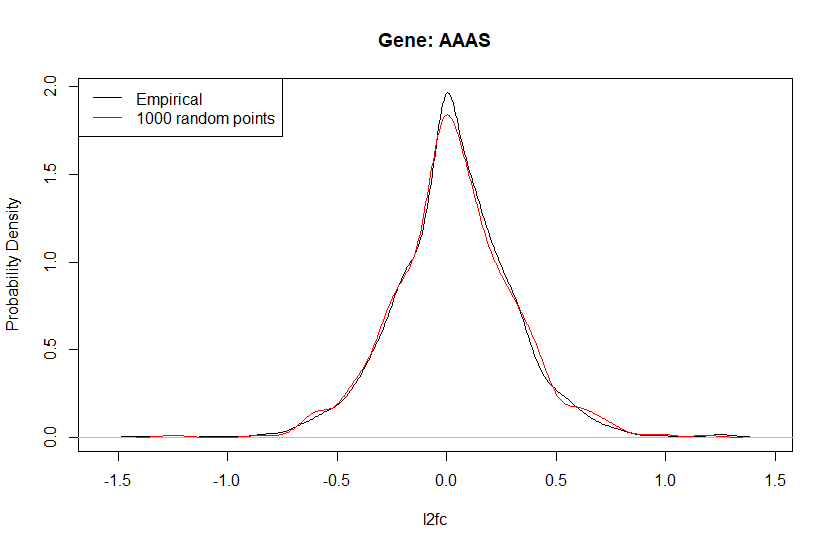 Gene: AAAS
Empirical
1000 random points
Probability Density
2.0
1.5
1.0
0.5
0.0
-1.5 -1.0 -0.5 0.0 0.5 1.0 1.5
l2fc